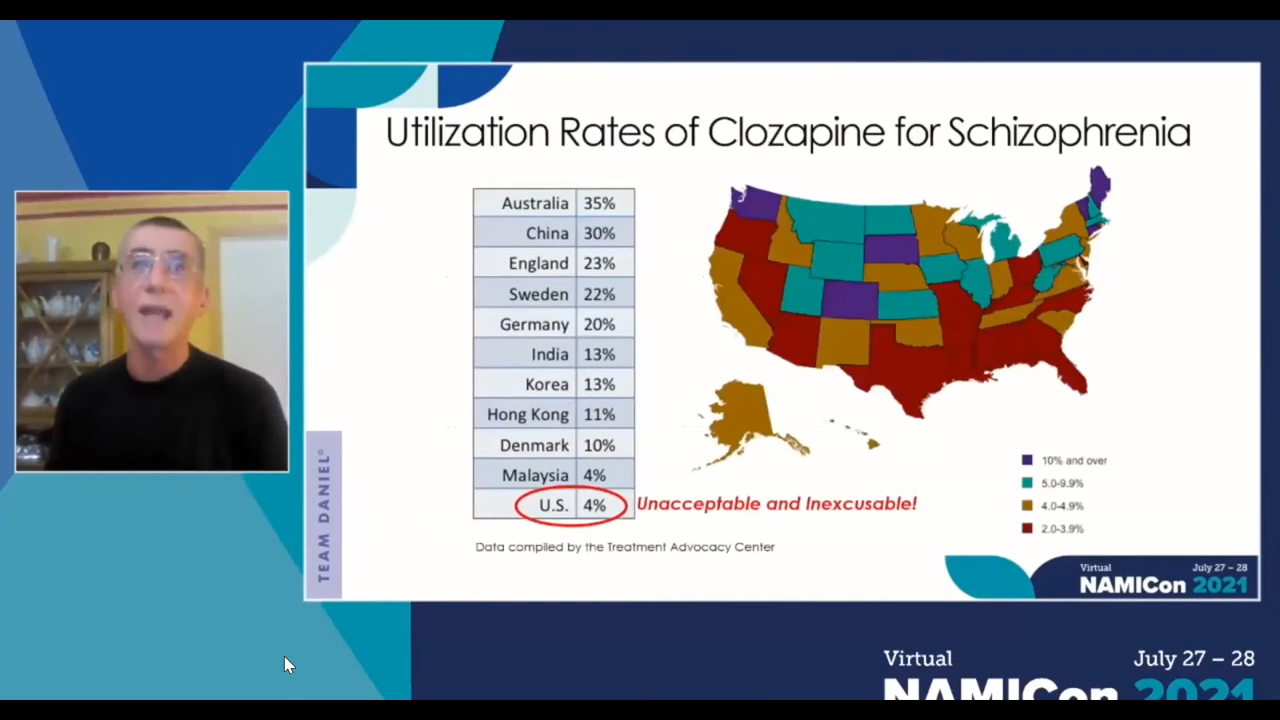 Utilization Rates of Clozapine for Schizophrenia
Australia 35%
China 30%
England 23%
Sweden 22%
Germany 20%
India 13%
Korea 13%
Hong Kong 11%
Denmark 10%
Malaysia 4%
U.S. 4% Unacceptable and Inexcusable!
Data compiled by the Treatment Advocacy Center
10% and over
5.0-9.9%
4.0-4.9%
2.0-3.9%
TEAM DANIEL©
Virtual July 27 – 28
NAMICon 2021
Virtual July 27 – 28
NAMICon 2021